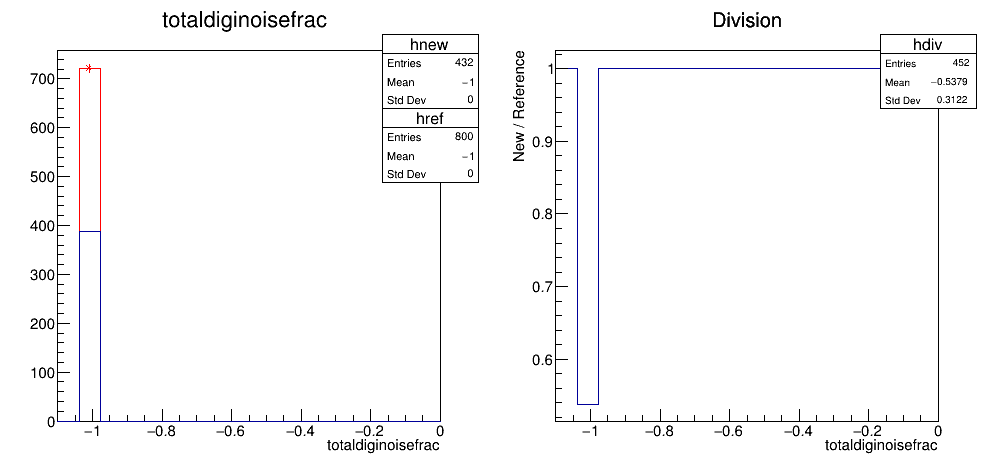 totaldiginoisefrac
hnew
Entries 432
Mean −1
Std Dev 0
href
Entries 800
Mean −1
Std Dev 0
700
600
500
400
300
200
100
0
−1 −0.8 −0.6 −0.4 −0.2 0
totaldiginoisefrac
Division
hdiv
Entries 452
Mean −0.5379
Std Dev 0.3122
New / Reference
1
0.9
0.8
0.7
0.6
−1 −0.8 −0.6 −0.4 −0.2 0
totaldiginoisefrac